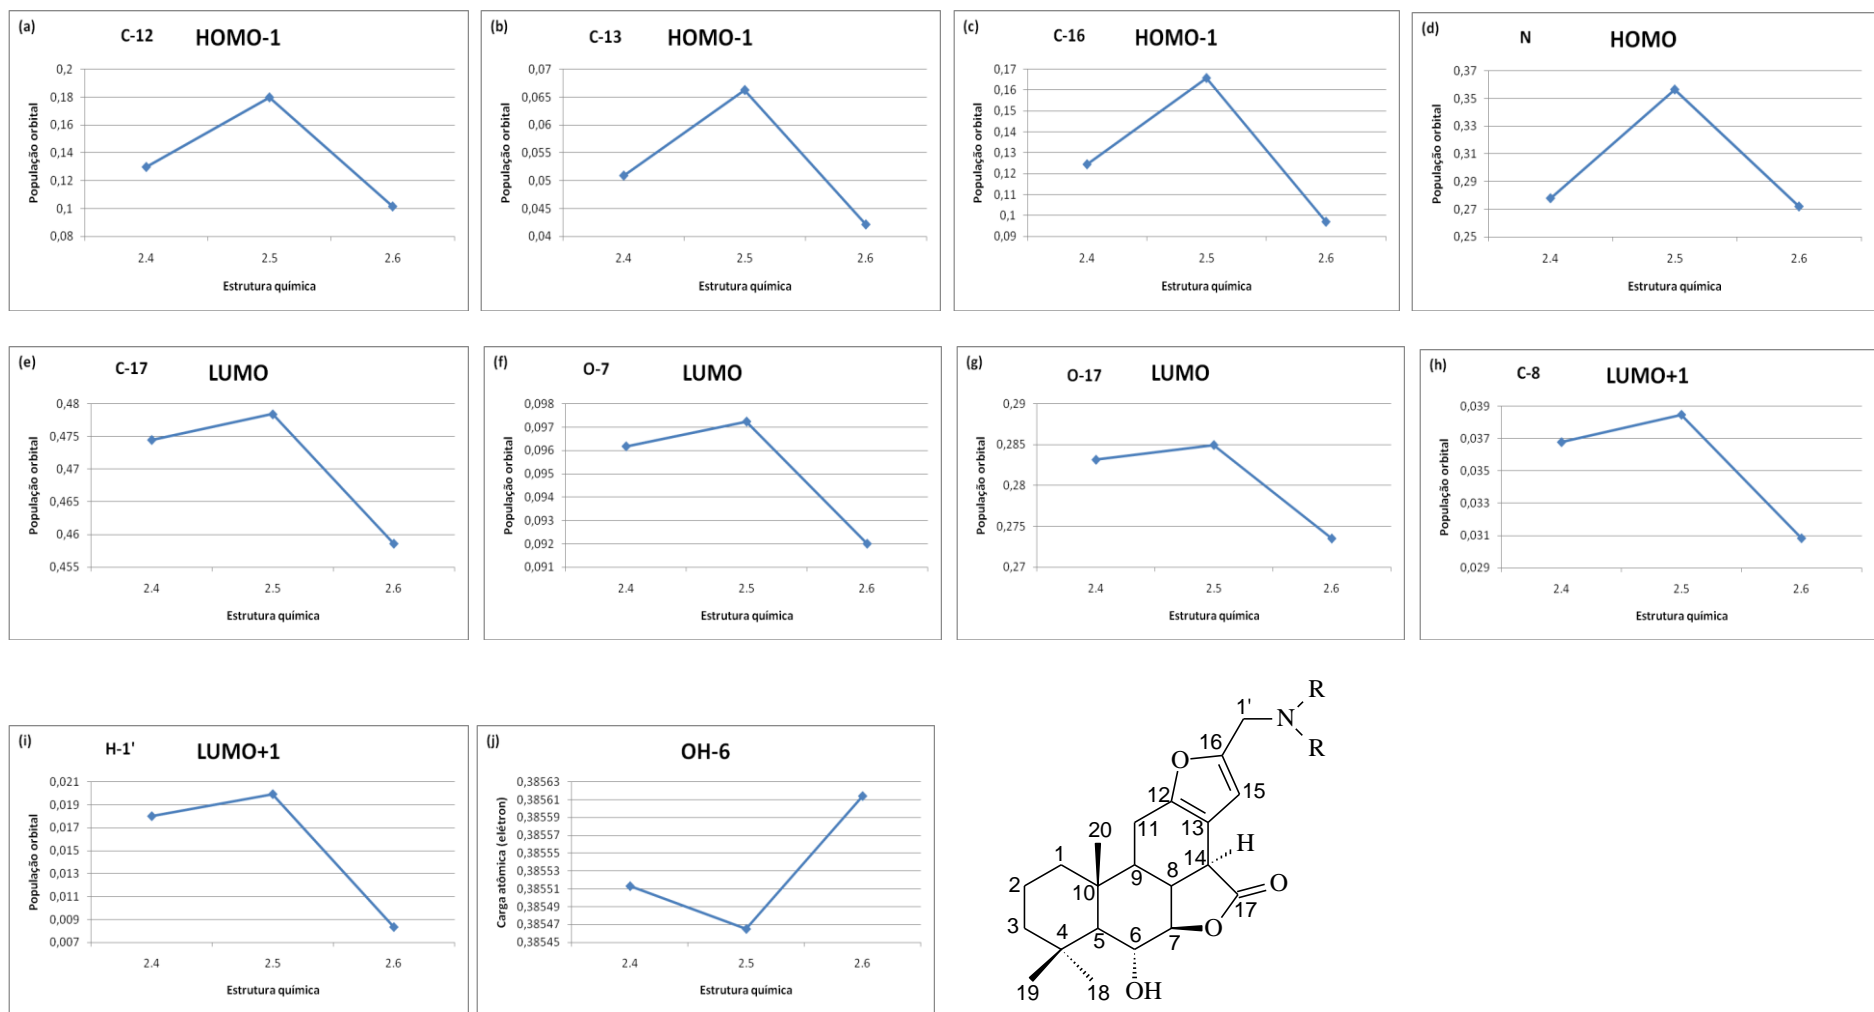 (a) C-12 HOMO-1
População orbital
0,2
0,18
0,16
0,14
0,12
0,1
0,08
2.4 2.5 2.6
Estrutura química
(b) C-13 HOMO-1
População orbital
0,07
0,065
0,06
0,055
0,05
0,045
0,04
2.4 2.5 2.6
Estrutura química
(c) C-16 HOMO-1
População orbital
0,17
0,16
0,15
0,14
0,13
0,12
0,11
0,1
0,09
2.4 2.5 2.6
Estrutura química
(d) N HOMO
População orbital
0,37
0,35
0,33
0,31
0,29
0,27
0,25
2.4 2.5 2.6
Estrutura química
(e) C-17 LUMO
População orbital
0,48
0,475
0,47
0,465
0,46
0,455
2.4 2.5 2.6
Estrutura química
(f) O-7 LUMO
População orbital
0,098
0,097
0,096
0,095
0,094
0,093
0,092
0,091
2.4 2.5 2.6
Estrutura química
(g) O-17 LUMO
População orbital
0,29
0,285
0,28
0,275
0,27
2.4 2.5 2.6
Estrutura química
(h) C-8 LUMO+1
População orbital
0,039
0,037
0,035
0,033
0,031
0,029
2.4 2.5 2.6
Estrutura química
(i) H-1' LUMO+1
População orbital
0,021
0,019
0,017
0,015
0,013
0,011
0,009
0,007
2.4 2.5 2.6
Estrutura química
(j) OH-6
Carga atômica (elétron)
0,38563
0,38561
0,38559
0,38557
0,38555
0,38553
0,38551
0,38549
0,38547
0,38545
2.4 2.5 2.6
Estrutura química
R
1' N
R
16
O
15
12
11 13
20 H
1 14
8
2 10 9 O
17
3 4 5 6 7 O
19 18 OH